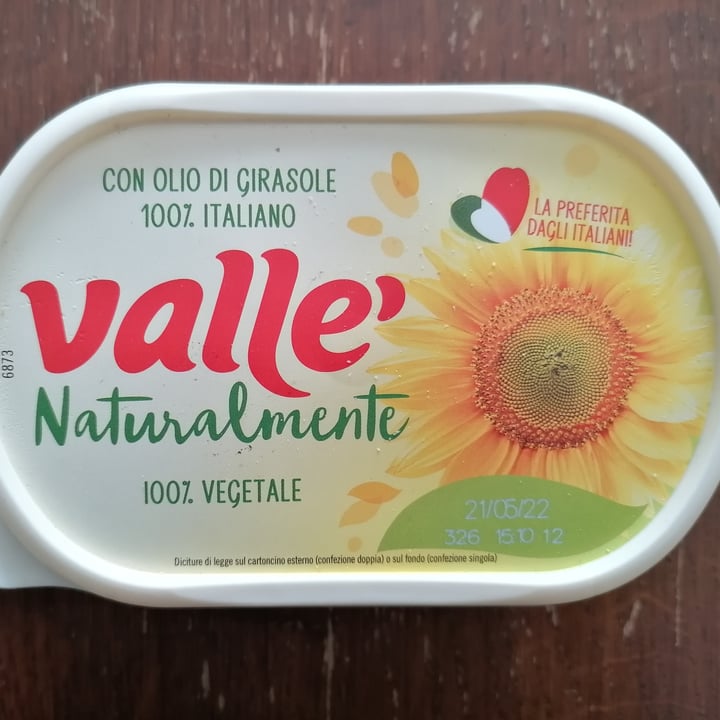 CON OLIO DI GIRASOLE
100% ITALIANO
LA PREFERITA
DAGLI ITALIANI!
valle'
Naturalmente
100% VEGETALE
21/05/22
326 15:10 12
Diciture di legge sul cartoncino esterno (confezione doppia) o sul fondo (confezione singola)
6873